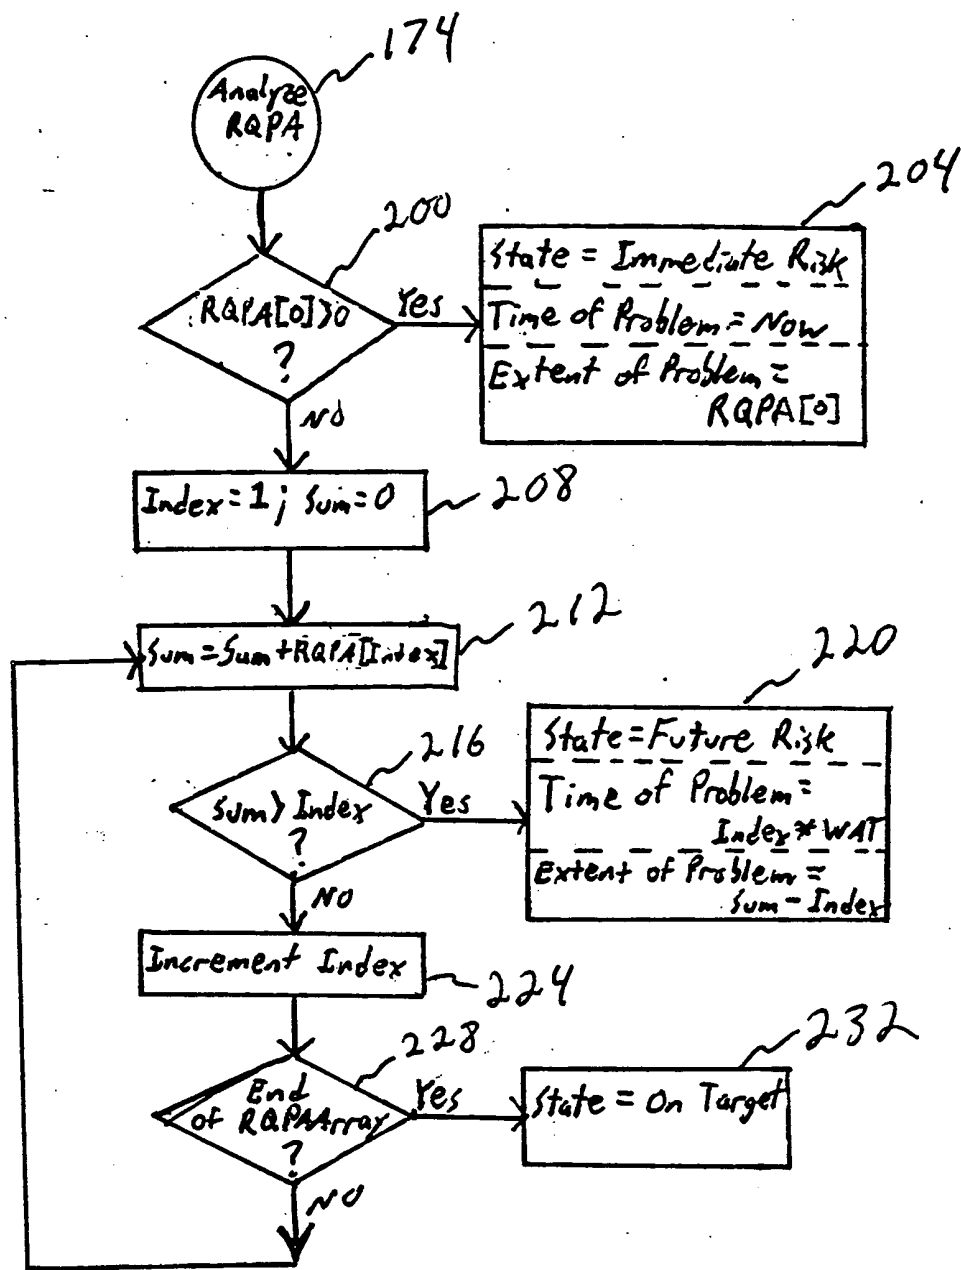 174
Analyze
RQPA
200
RQPA[0]>0
?
Yes
204
State = Immediate Risk
Time of Problem = Now
Extent of Problem =
RQPA[0]
NO
Index = 1; Sum = 0
208
212
Sum = Sum + RQPA[Index]
216
Sum > Index
?
Yes
220
State = Future Risk
Time of Problem =
Index * WAT
Extent of Problem =
Sum - Index
NO
Increment Index
224
228
End
of RQPAArray
?
Yes
232
State = On Target
NO